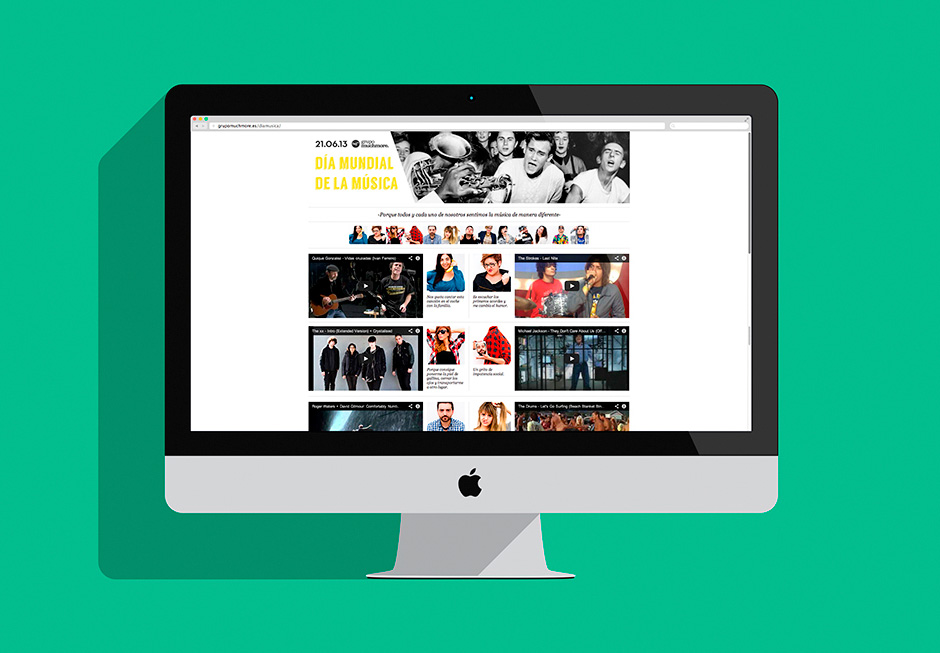 grupomuchmore.es/diamusica/
21.06.13 grupo muchmore.
DÍA MUNDIAL
DE LA MÚSICA
-Porque todos y cada uno de nosotros sentimos la música de manera diferente-
Quique Gonzalez - Vidas cruzadas (Ivan Ferreiro)
Nos gusta cantar esta
canción en el coche
con la familia.
Es escuchar los
primeros acordes y
me cambia el humor.
The Strokes - Last Nite
The xx - Intro (Extended Version) + Crystalised
Porque consigue
ponerme la piel de
gallina, cerrar los
ojos y transportarme
a otro lugar.
Un grito de
impotencia social.
Michael Jackson - They Don't Care About Us (Off...
Roger Waters + David Gilmour: Comfortably Numb,
The Drums - Let's Go Surfing (Beach Blanket Bin